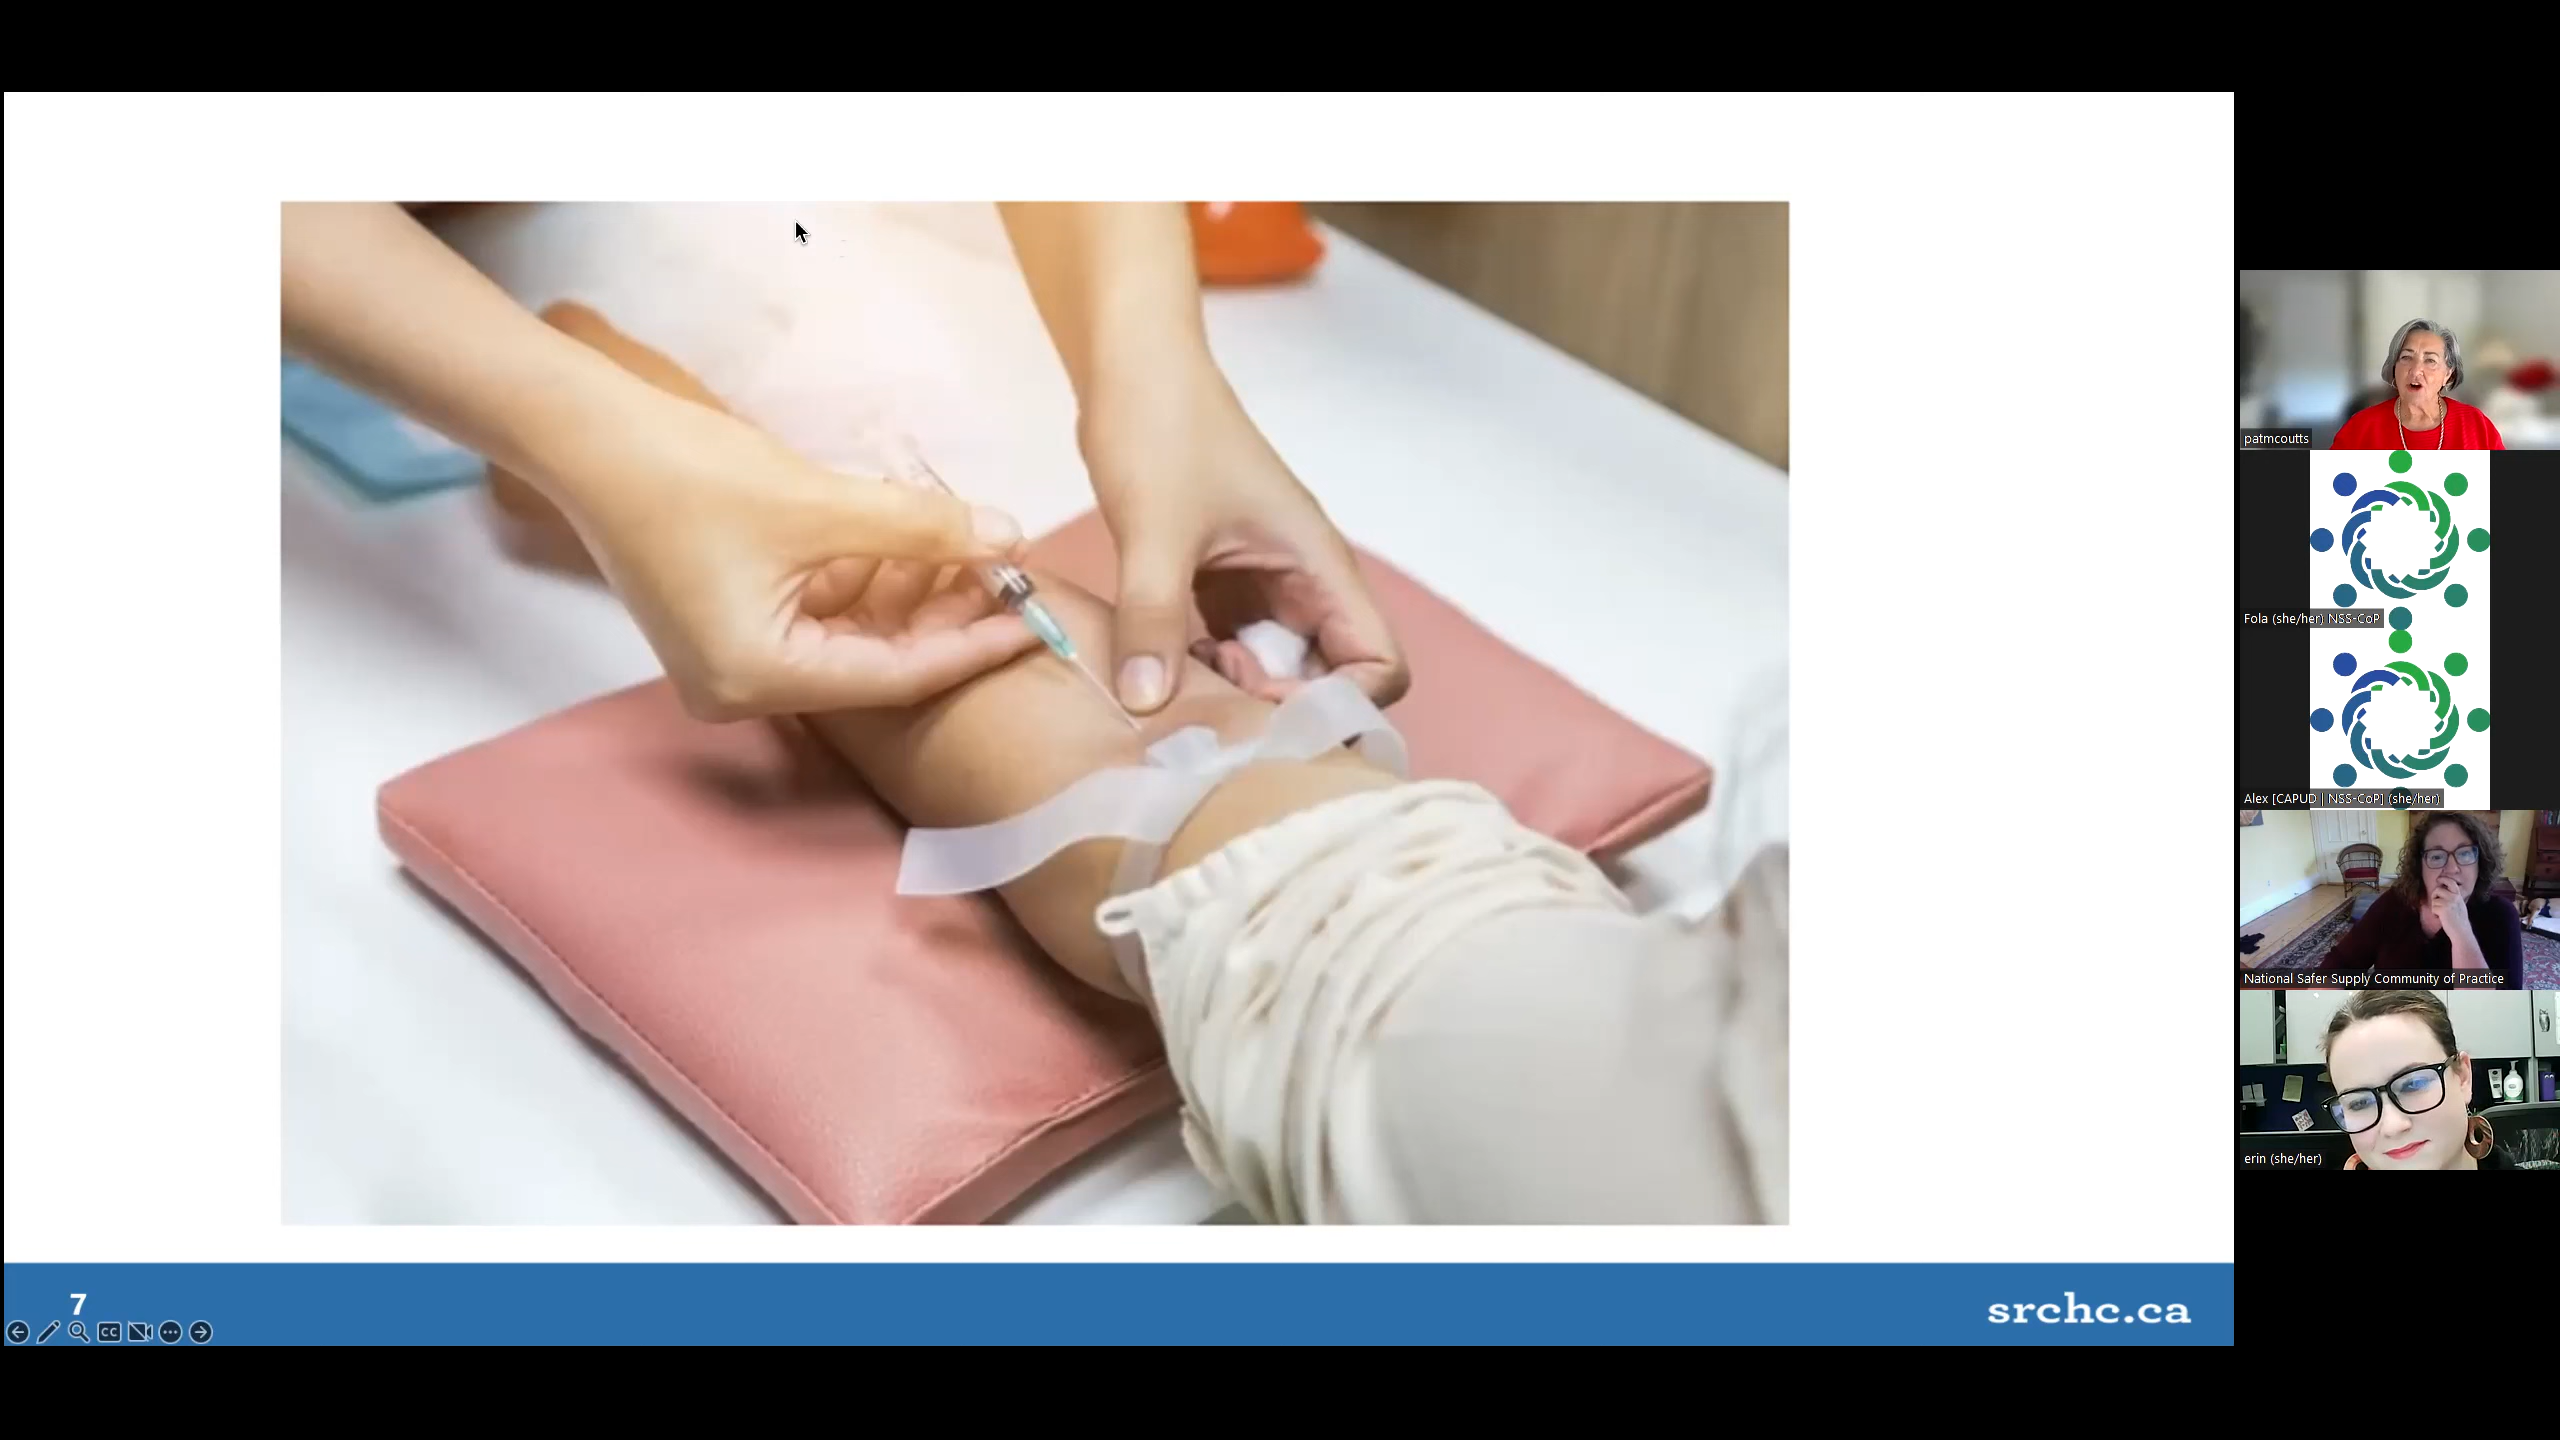 7
CC
srchc.ca
patmcoutts
Fola (she/her) NSS-CoP
Alex [CAPUD | NSS-CoP] (she/her)
National Safer Supply Community of Practice
erin (she/her)